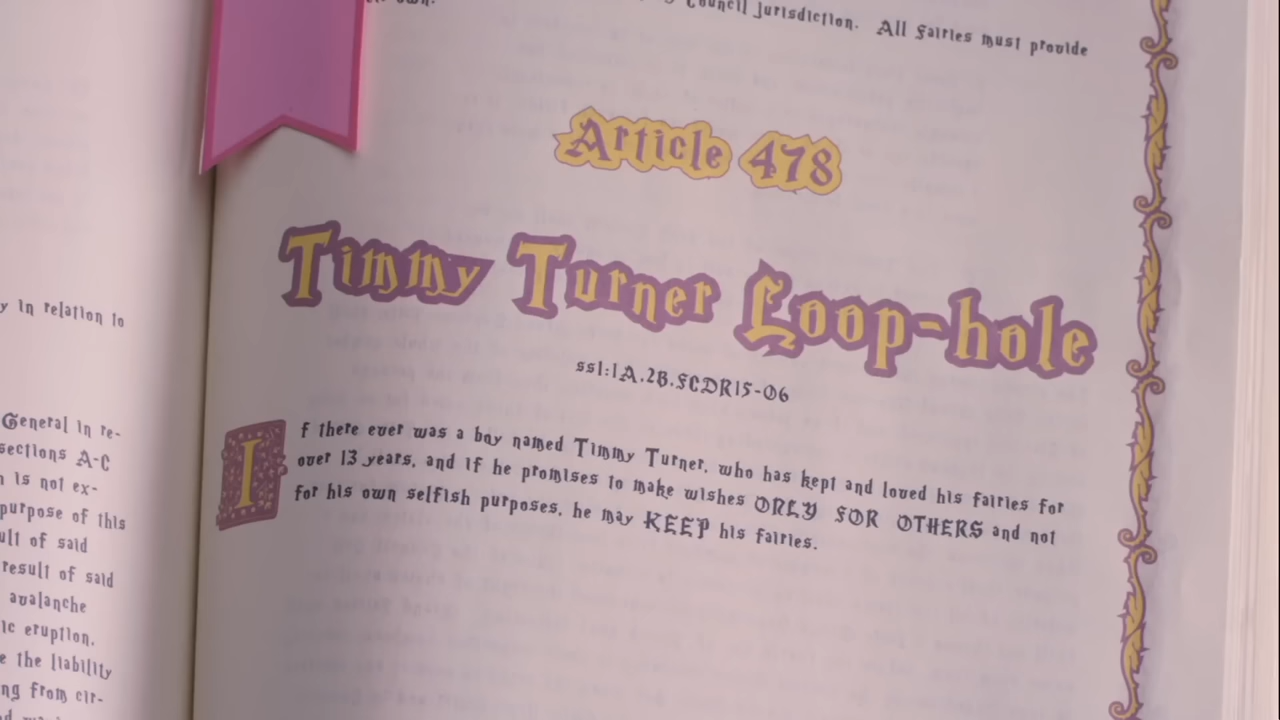 y in relation to
General in re-
sections A-C
is not ex-
purpose of this
ult of said
result of said
avalanche
ic eruption.
e the liability
ng from cir-
Council jurisdiction. All fairies must provide
Article 478
Timmy Turner Loop-hole
ss1:1A.2B.FCDR15-06
If there ever was a boy named Timmy Turner, who has kept and loved his fairies for
over 13 years, and if he promises to make wishes ONLY FOR OTHERS and not
for his own selfish purposes, he may KEEP his fairies.